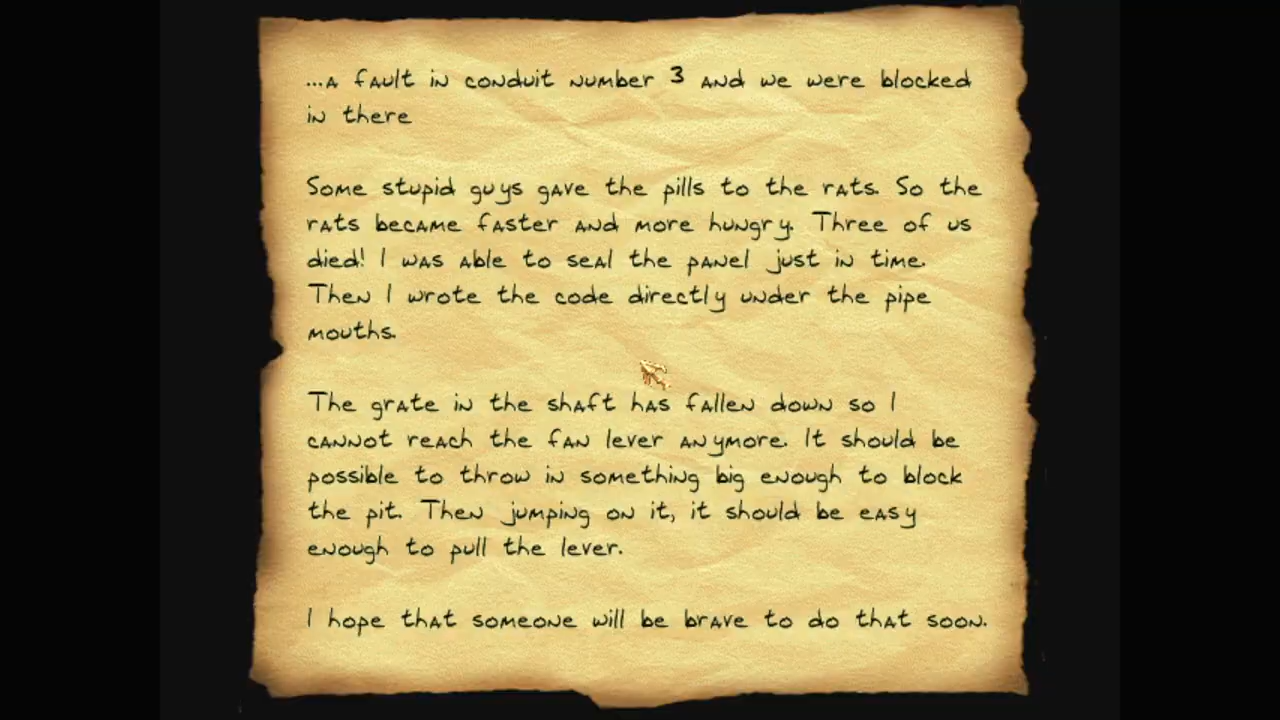 ...a fault in conduit number 3 and we were blocked
in there
Some stupid guys gave the pills to the rats. So the
rats became faster and more hungry. Three of us
died! I was able to seal the panel just in time.
Then I wrote the code directly under the pipe
mouths.
The grate in the shaft has fallen down so I
cannot reach the fan lever anymore. It should be
possible to throw in something big enough to block
the pit. Then jumping on it, it should be easy
enough to pull the lever.
I hope that someone will be brave to do that soon.